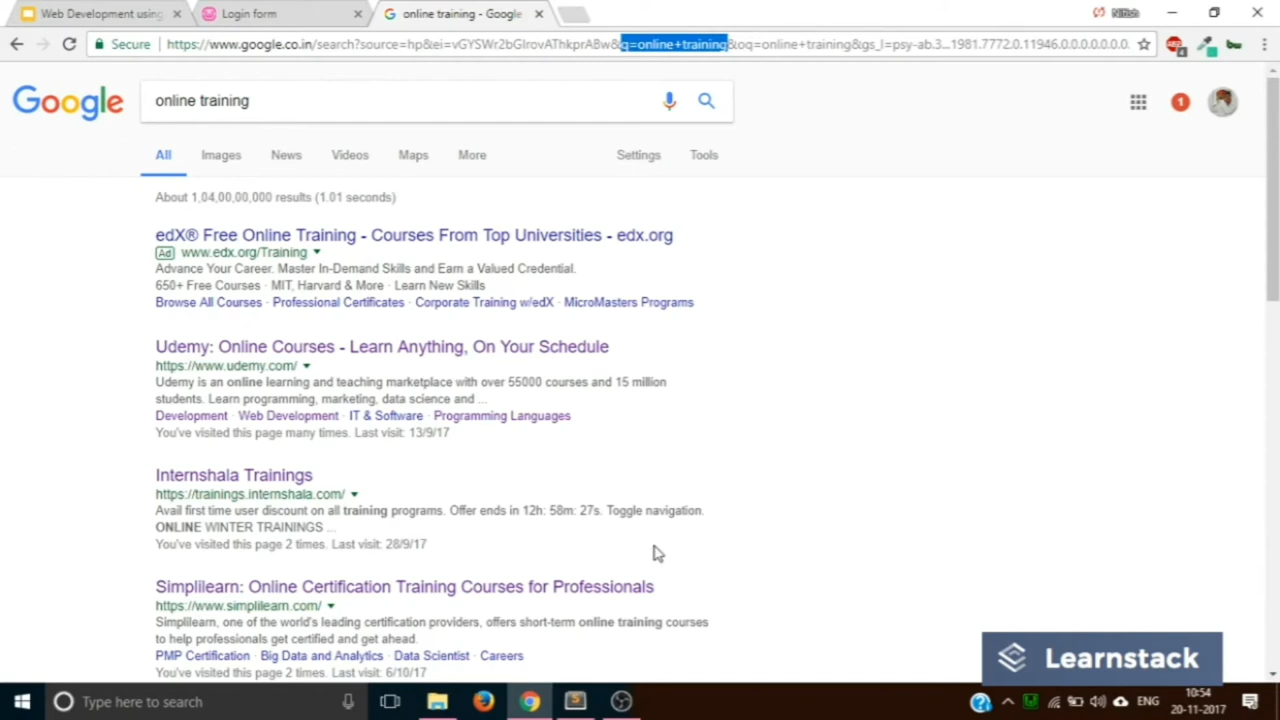 Web Development using
Login form
online training - Google
Nitish
Secure
https://www.google.co.in/search?source=hp&ei=vGYSWr2bGIrovAThkprABw&q=online+training&oq=online+training&gs_l=psy-ab.3...1981.7772.0.11946.0.0.0.0.0.0.0.
Google
online training
1
All
Images
News
Videos
Maps
More
Settings
Tools
About 1,04,00,00,000 results (1.01 seconds)
edX® Free Online Training - Courses From Top Universities - edx.org
Ad www.edx.org/Training
Advance Your Career. Master In-Demand Skills and Earn a Valued Credential.
650+ Free Courses · MIT, Harvard & More · Learn New Skills
Browse All Courses · Professional Certificates · Corporate Training w/edX · MicroMasters Programs
Udemy: Online Courses - Learn Anything, On Your Schedule
https://www.udemy.com/
Udemy is an online learning and teaching marketplace with over 55000 courses and 15 million
students. Learn programming, marketing, data science and ...
Development · Web Development · IT & Software · Programming Languages
You've visited this page many times. Last visit: 13/9/17
Internshala Trainings
https://trainings.internshala.com/
Avail first time user discount on all training programs. Offer ends in 12h: 58m: 27s. Toggle navigation.
ONLINE WINTER TRAININGS ...
You've visited this page 2 times. Last visit: 28/9/17
Simplilearn: Online Certification Training Courses for Professionals
https://www.simplilearn.com/
Simplilearn, one of the world's leading certification providers, offers short-term online training courses
to help professionals get certified and get ahead.
PMP Certification · Big Data and Analytics · Data Scientist · Careers
You've visited this page 2 times. Last visit: 6/10/17
Learnstack
Type here to search
ENG
10:54
20-11-2017